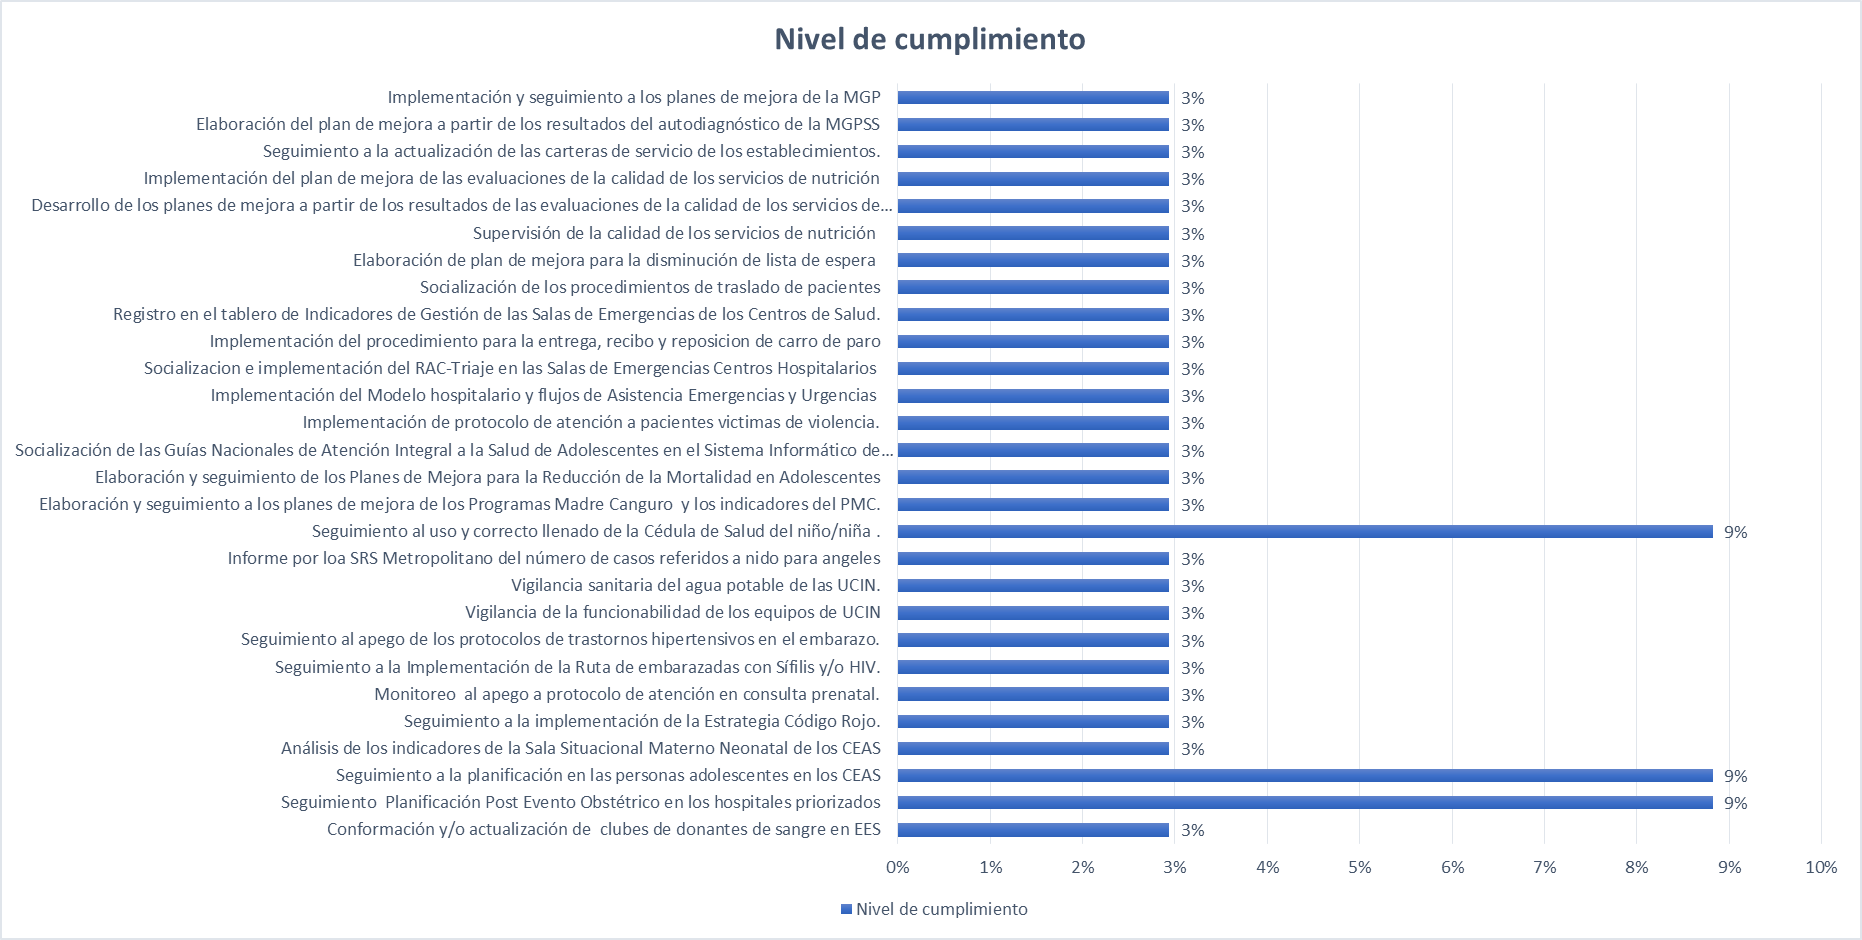 Nivel de cumplimiento
Implementación y seguimiento a los planes de mejora de la MGP 3%
Elaboración del plan de mejora a partir de los resultados del autodiagnóstico de la MGPSS 3%
Seguimiento a la actualización de las carteras de servicio de los establecimientos. 3%
Implementación del plan de mejora de las evaluaciones de la calidad de los servicios de nutrición 3%
Desarrollo de los planes de mejora a partir de los resultados de las evaluaciones de la calidad de los servicios de... 3%
Supervisión de la calidad de los servicios de nutrición 3%
Elaboración de plan de mejora para la disminución de lista de espera 3%
Socialización de los procedimientos de traslado de pacientes 3%
Registro en el tablero de Indicadores de Gestión de las Salas de Emergencias de los Centros de Salud. 3%
Implementación del procedimiento para la entrega, recibo y reposicion de carro de paro 3%
Socializacion e implementación del RAC-Triaje en las Salas de Emergencias Centros Hospitalarios 3%
Implementación del Modelo hospitalario y flujos de Asistencia Emergencias y Urgencias 3%
Implementación de protocolo de atención a pacientes victimas de violencia. 3%
Socialización de las Guías Nacionales de Atención Integral a la Salud de Adolescentes en el Sistema Informático de... 3%
Elaboración y seguimiento de los Planes de Mejora para la Reducción de la Mortalidad en Adolescentes 3%
Elaboración y seguimiento a los planes de mejora de los Programas Madre Canguro y los indicadores del PMC. 3%
Seguimiento al uso y correcto llenado de la Cédula de Salud del niño/niña . 9%
Informe por loa SRS Metropolitano del número de casos referidos a nido para angeles 3%
Vigilancia sanitaria del agua potable de las UCIN. 3%
Vigilancia de la funcionabilidad de los equipos de UCIN 3%
Seguimiento al apego de los protocolos de trastornos hipertensivos en el embarazo. 3%
Seguimiento a la Implementación de la Ruta de embarazadas con Sífilis y/o HIV. 3%
Monitoreo al apego a protocolo de atención en consulta prenatal. 3%
Seguimiento a la implementación de la Estrategia Código Rojo. 3%
Análisis de los indicadores de la Sala Situacional Materno Neonatal de los CEAS 3%
Seguimiento a la planificación en las personas adolescentes en los CEAS 9%
Seguimiento Planificación Post Evento Obstétrico en los hospitales priorizados 9%
Conformación y/o actualización de clubes de donantes de sangre en EES 3%
0% 1% 2% 3% 4% 5% 6% 7% 8% 9% 10%
Nivel de cumplimiento